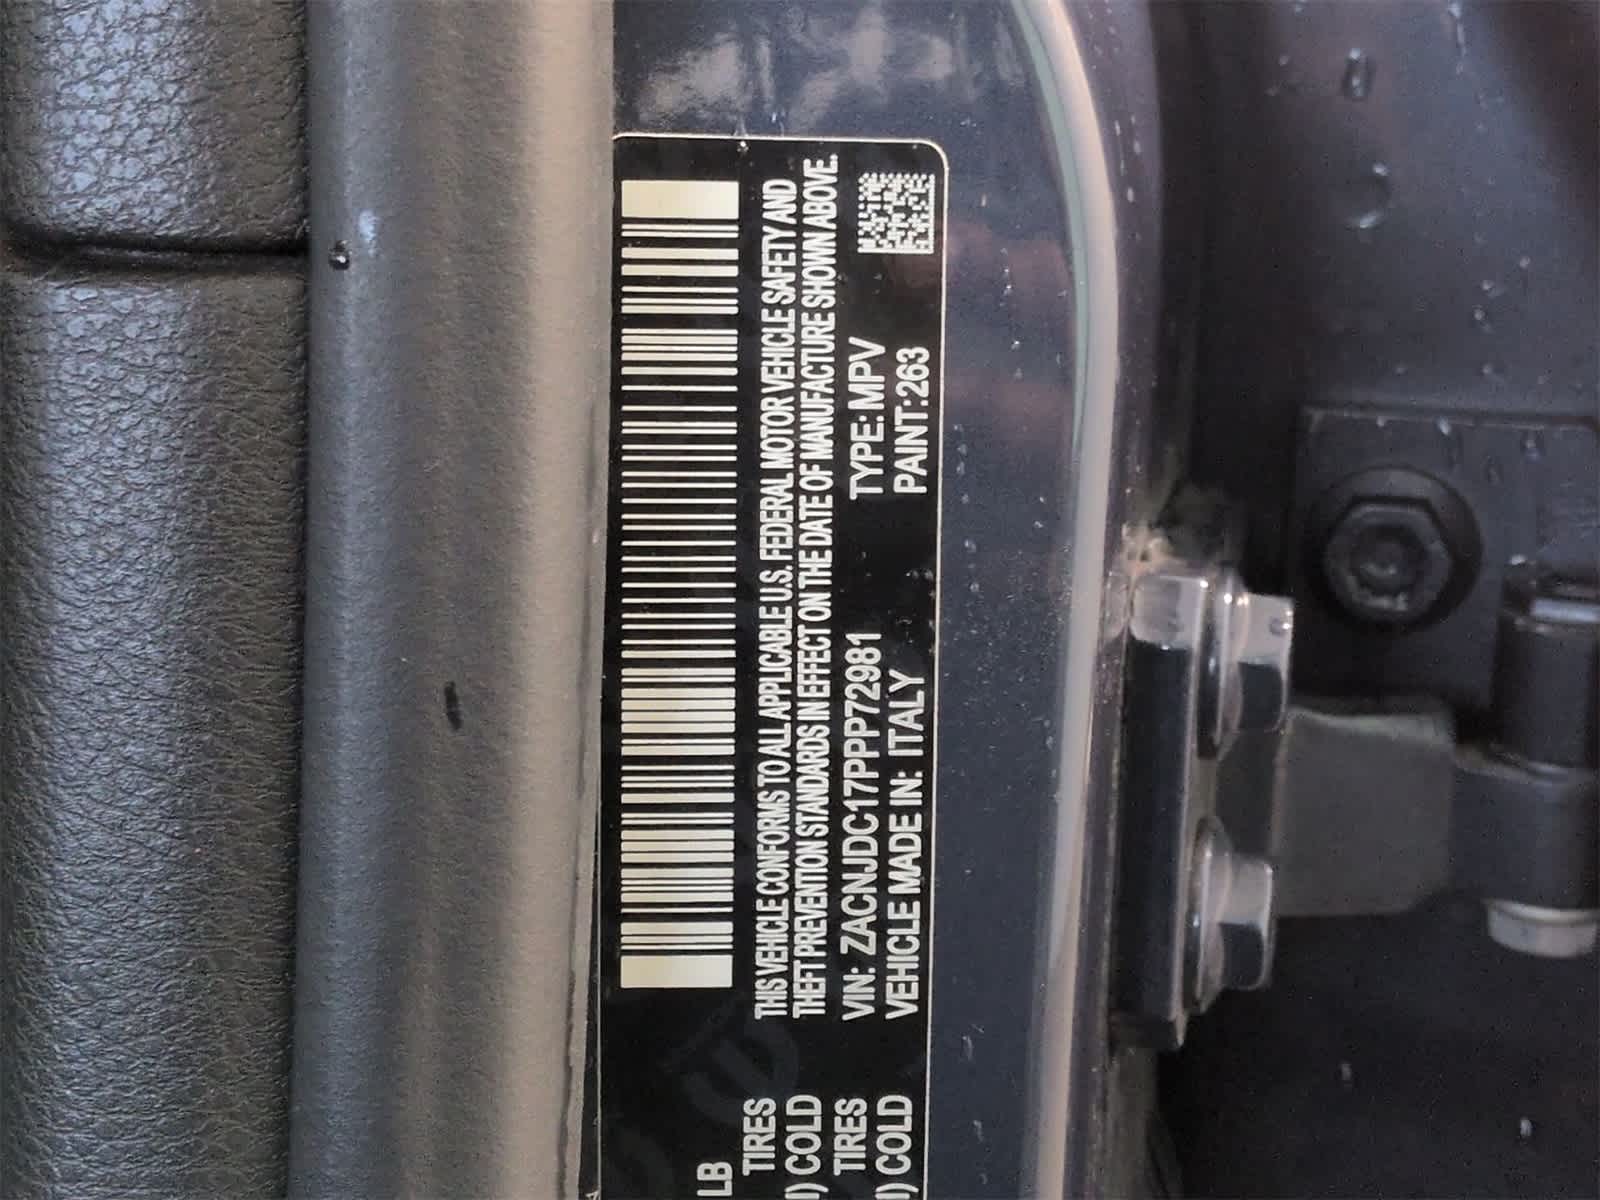 THIS VEHICLE CONFORMS TO ALL APPLICABLE U.S. FEDERAL MOTOR VEHICLE SAFETY AND
THEFT PREVENTION STANDARDS IN EFFECT ON THE DATE OF MANUFACTURE SHOWN ABOVE.
VIN: ZACNJDC17PPP72981 TYPE: MPV
VEHICLE MADE IN: ITALY PAINT: 263
LB
TIRES
) COLD
TIRES
) COLD